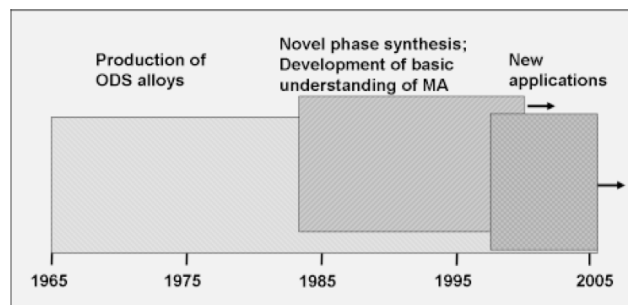 Production of
ODS alloys
Novel phase synthesis;
Development of basic
understanding of MA
New
applications
1965
1975
1985
1995
2005